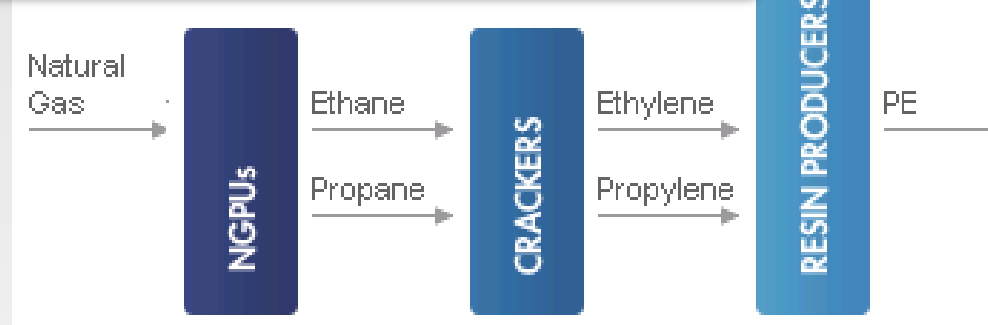 Natural
Gas
NGPUs
Ethane
Propane
CRACKERS
Ethylene
Propylene
RESIN PRODUCERS
PE